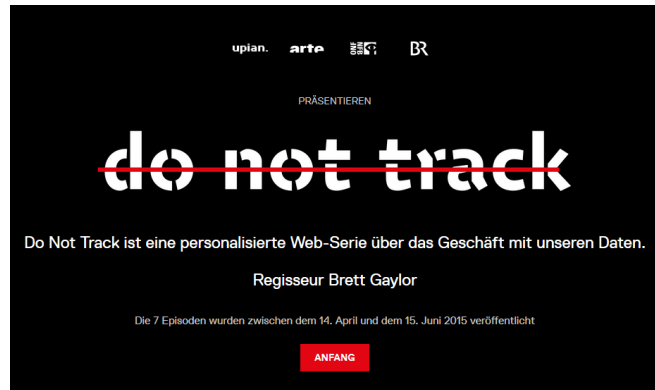 upian. arte ONF NFB BR
PRÄSENTIEREN
do not track
Do Not Track ist eine personalisierte Web-Serie über das Geschäft mit unseren Daten.
Regisseur Brett Gaylor
Die 7 Episoden wurden zwischen dem 14. April und dem 15. Juni 2015 veröffentlicht
ANFANG